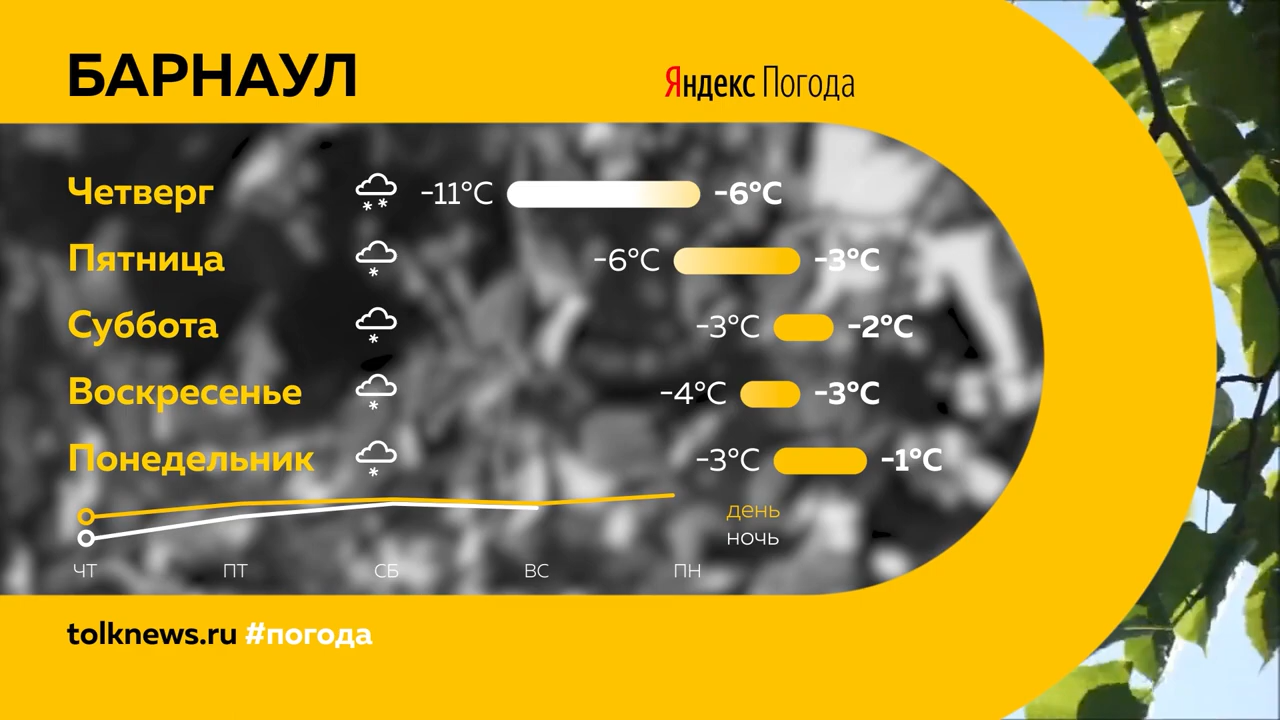 БАРНАУЛ
Яндекс Погода
Четверг -11°C -6°C
Пятница -6°C -3°C
Суббота -3°C -2°C
Воскресенье -4°C -3°C
Понедельник -3°C -1°C
день
ночь
ЧТ ПТ СБ ВС ПН
tolknews.ru #погода